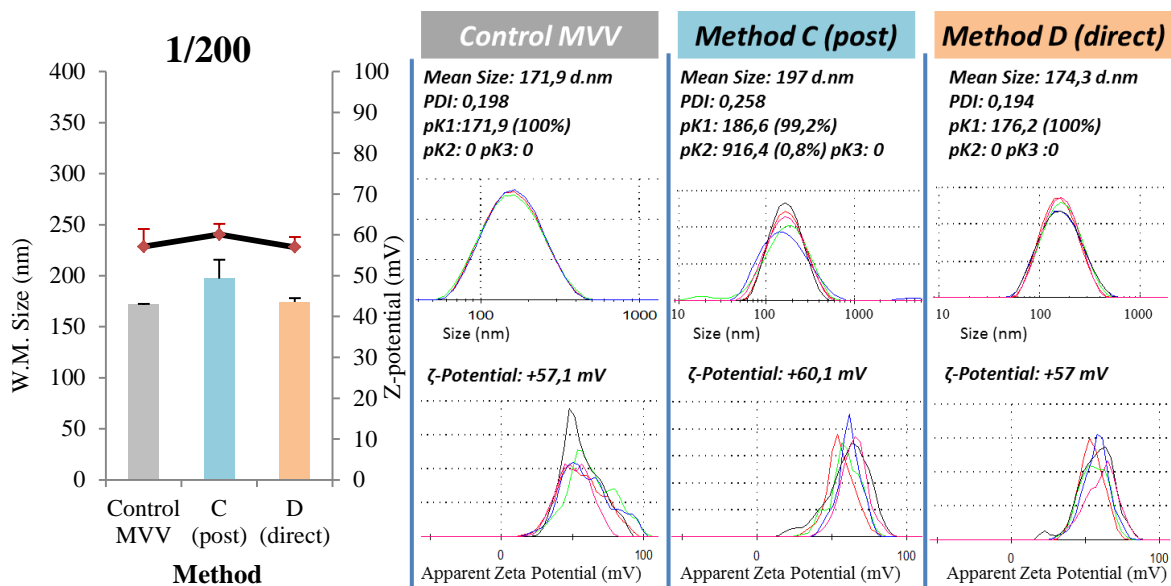 1/200
W.M. Size (nm)
400
350
300
250
200
150
100
50
0
100
90
80
70
60
50
40
30
20
10
0
Z-potential (mV)
Control MVV
C (post)
D (direct)
Method
Control MVV
Mean Size: 171,9 d.nm
PDI: 0,198
pK1:171,9 (100%)
pK2: 0 pK3: 0
100
1000
Size (nm)
ζ-Potential: +57,1 mV
0
100
Apparent Zeta Potential (mV)
Method C (post)
Mean Size: 197 d.nm
PDI: 0,258
pK1: 186,6 (99,2%)
pK2: 916,4 (0,8%) pK3: 0
10
100
1000
Size (nm)
ζ-Potential: +60,1 mV
0
100
Apparent Zeta Potential (mV)
Method D (direct)
Mean Size: 174,3 d.nm
PDI: 0,194
pK1: 176,2 (100%)
pK2: 0 pK3 :0
10
100
1000
Size (nm)
ζ-Potential: +57 mV
0
100
Apparent Zeta Potential (mV)